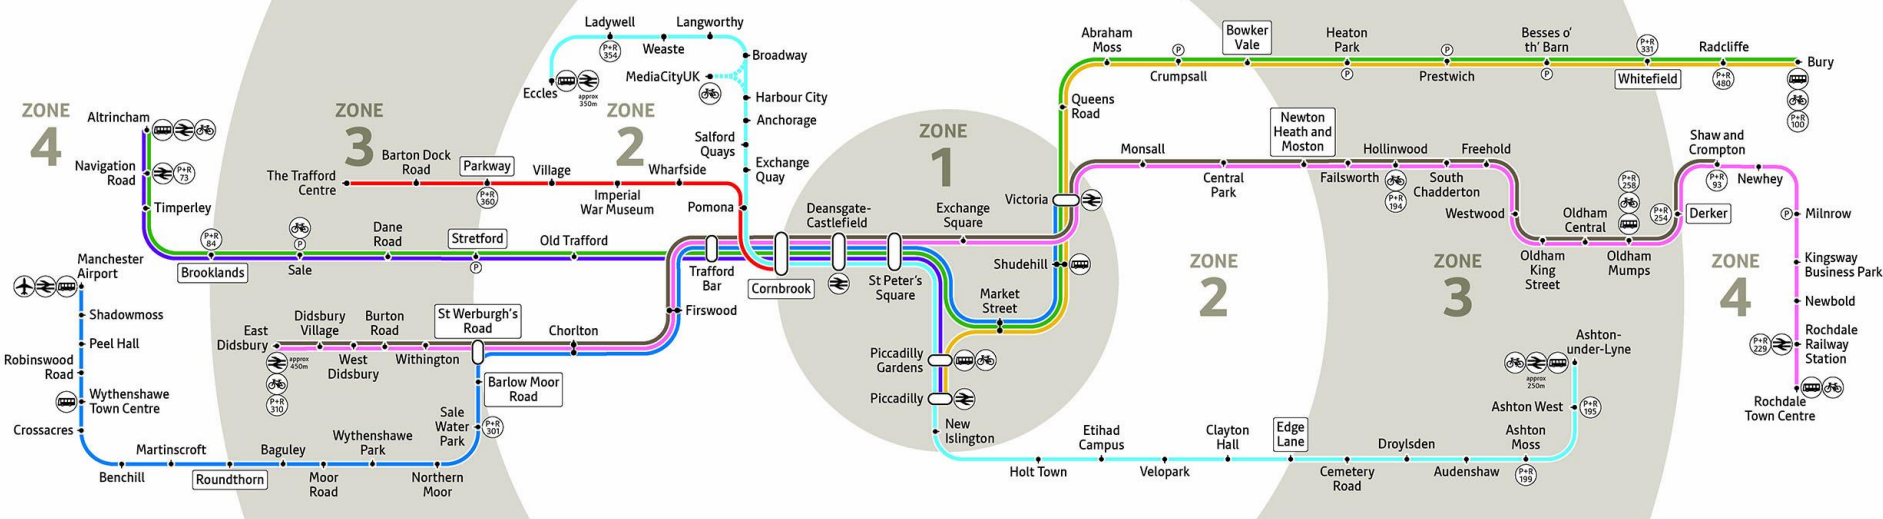 ZONE
4
ZONE
3
ZONE
2
ZONE
1
ZONE
2
ZONE
3
ZONE
4
Altrincham
Navigation
Road
P+R
73
Timperley
P+R
84
Brooklands
P
Sale
Dane
Road
Stretford
P
Old Trafford
The Trafford
Centre
Barton Dock
Road
Parkway
P+R
360
Village
Imperial
War Museum
Wharfside
Pomona
Eccles
approx
350m
Ladywell
P+R
354
Weaste
Langworthy
Broadway
MediaCityUK
Harbour City
Anchorage
Salford
Quays
Exchange
Quay
Manchester
Airport
Shadowmoss
Peel Hall
Robinswood
Road
Wythenshawe
Town Centre
Crossacres
Benchill
Martinscroft
Roundthorn
Baguley
Moor
Road
Wythenshawe
Park
Northern
Moor
Sale
Water
Park
P+R
301
Barlow Moor
Road
St Werburgh's
Road
East
Didsbury
approx
450m
P+R
310
Didsbury
Village
West
Didsbury
Burton
Road
Withington
Chorlton
Firswood
Trafford
Bar
Cornbrook
Deansgate-
Castlefield
St Peter's
Square
Exchange
Square
Victoria
Shudehill
Market
Street
Piccadilly
Gardens
Piccadilly
New
Islington
Holt Town
Etihad
Campus
Velopark
Clayton
Hall
Edge
Lane
Cemetery
Road
Droylsden
Audenshaw
Ashton
Moss
P+R
199
Ashton West
P+R
195
Ashton-
under-Lyne
approx
250m
Queens
Road
Abraham
Moss
P
Crumpsall
Bowker
Vale
Heaton
Park
P
P
Prestwich
Besses o'
th' Barn
P
P+R
331
Whitefield
Radcliffe
P+R
480
Bury
P+R
100
Monsall
Central
Park
Newton
Heath and
Moston
Failsworth
Hollinwood
P+R
194
South
Chadderton
Freehold
Westwood
Oldham
King
Street
Oldham
Central
P+R
258
Oldham
Mumps
P+R
254
Derker
Shaw and
Crompton
P+R
93
Newhey
P
Milnrow
Kingsway
Business Park
Newbold
P+R
229
Rochdale
Railway
Station
Rochdale
Town Centre